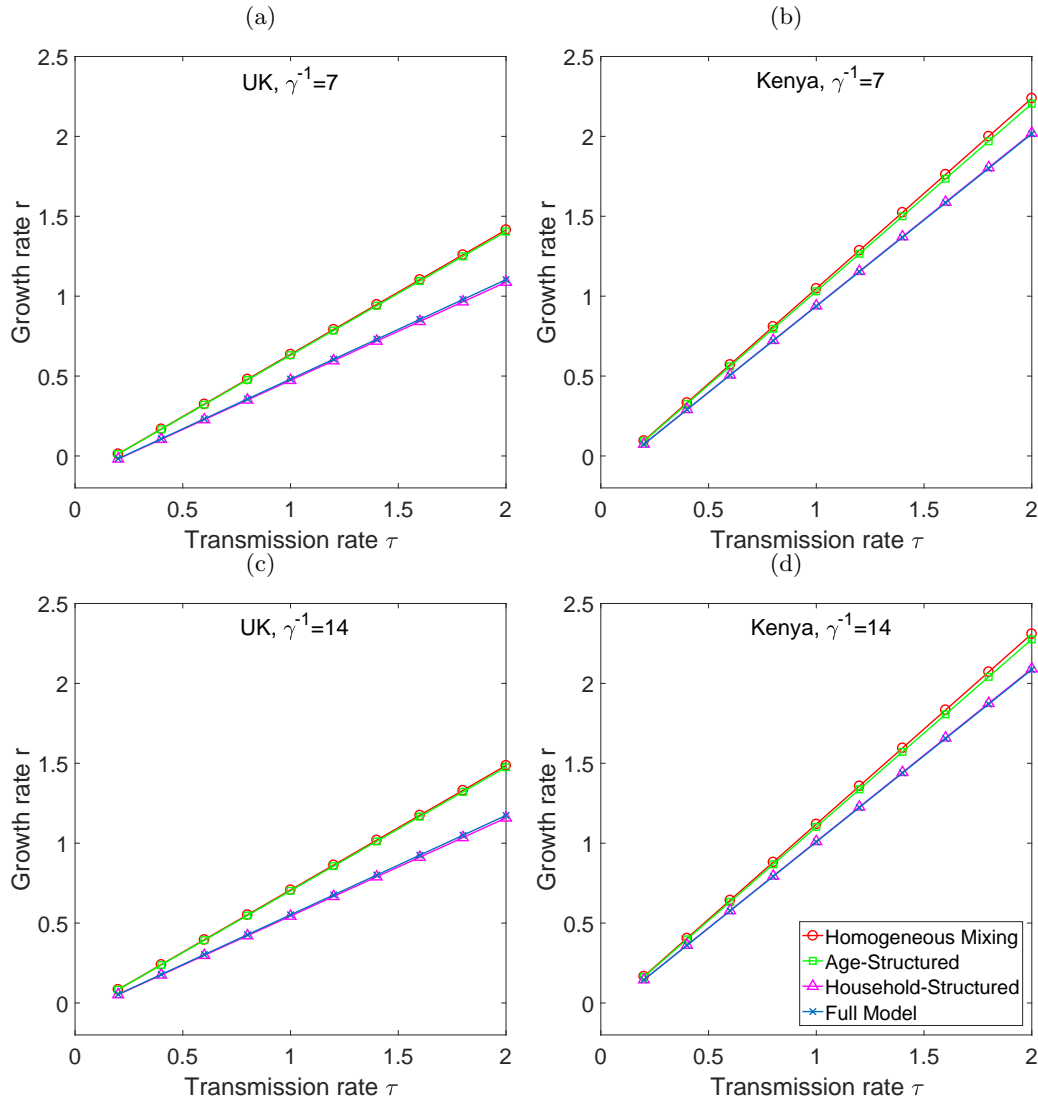 (a)
UK, γ⁻¹=7
2.5
2
1.5
1
0.5
0
0
0.5
1
1.5
2
Growth rate r
Transmission rate τ
(b)
Kenya, γ⁻¹=7
2.5
2
1.5
1
0.5
0
0
0.5
1
1.5
2
Growth rate r
Transmission rate τ
(c)
UK, γ⁻¹=14
2.5
2
1.5
1
0.5
0
0
0.5
1
1.5
2
Growth rate r
Transmission rate τ
(d)
Kenya, γ⁻¹=14
2.5
2
1.5
1
0.5
0
0
0.5
1
1.5
2
Growth rate r
Transmission rate τ
Homogeneous Mixing
Age-Structured
Household-Structured
Full Model